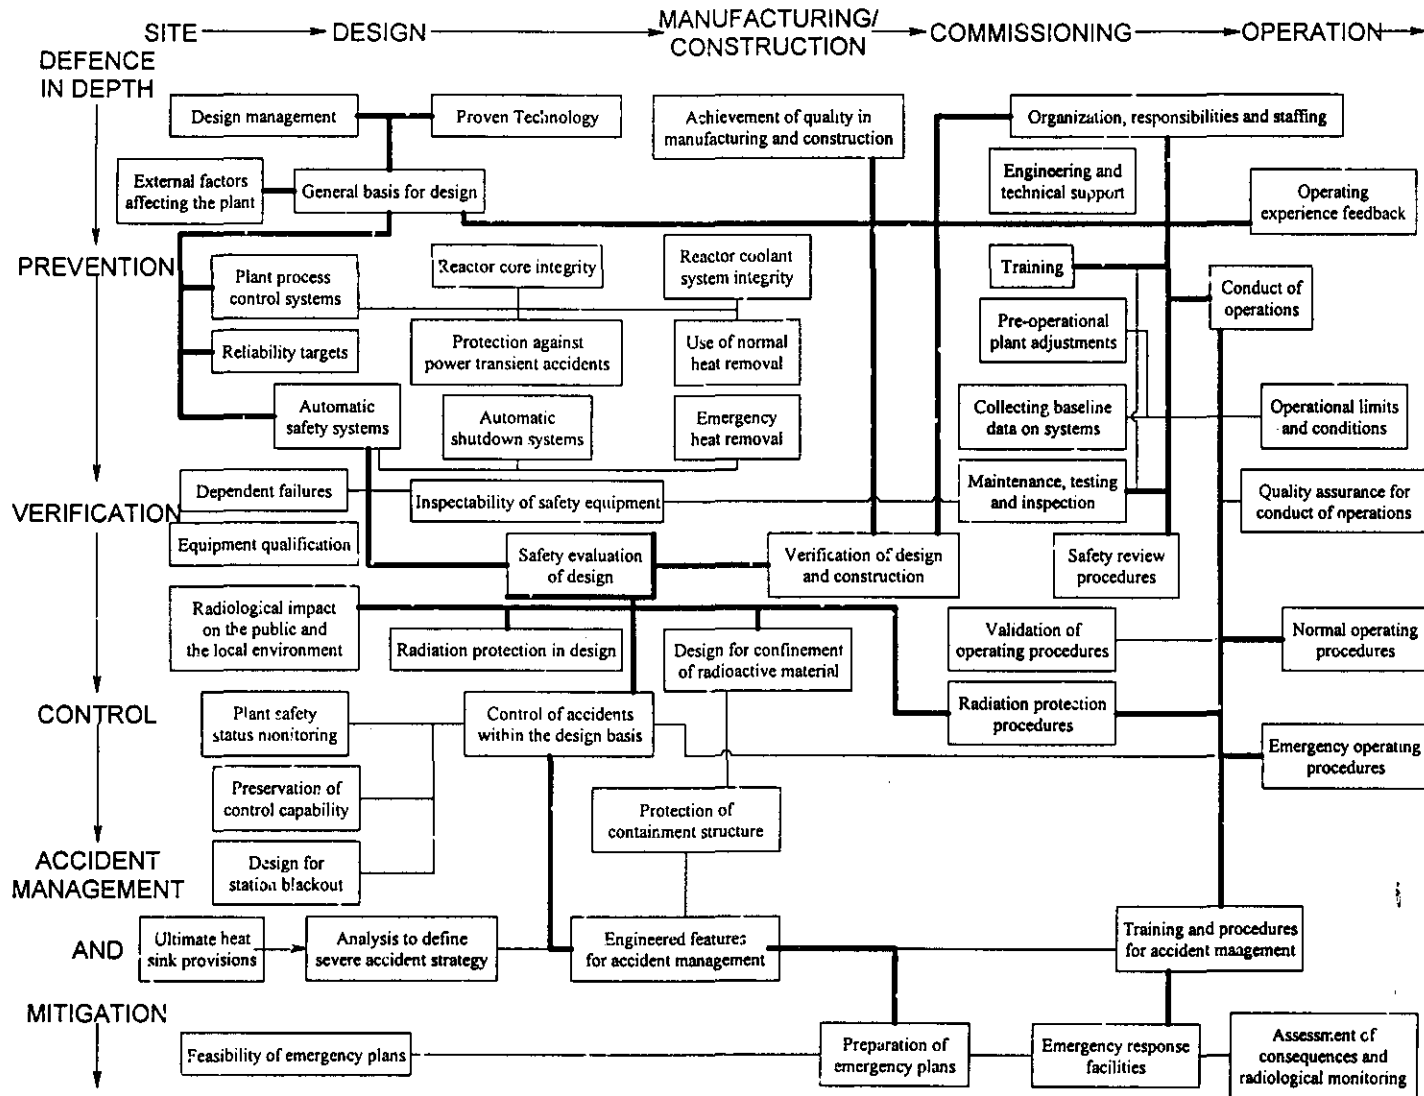 SITE
DESIGN
MANUFACTURING/
CONSTRUCTION
COMMISSIONING
OPERATION
DEFENCE
IN DEPTH
Design management
Proven Technology
Achievement of quality in
manufacturing and construction
Organization, responsibilities and staffing
External factors
affecting the plant
General basis for design
Engineering and
technical support
Operating
experience feedback
PREVENTION
Plant process
control systems
Reactor core integrity
Reactor coolant
system integrity
Training
Conduct of
operations
Reliability targets
Protection against
power transient accidents
Use of normal
heat removal
Pre-operational
plant adjustments
Automatic
safety systems
Automatic
shutdown systems
Emergency
heat removal
Collecting baseline
data on systems
Operational limits
and conditions
VERIFICATION
Dependent failures
Inspectability of safety equipment
Maintenance, testing
and inspection
Quality assurance for
conduct of operations
Equipment qualification
Safety evaluation
of design
Verification of design
and construction
Safety review
procedures
Radiological impact
on the public and
the local environment
Radiation protection in design
Design for confinement
of radioactive material
Validation of
operating procedures
Normal operating
procedures
CONTROL
Plant safety
status monitoring
Control of accidents
within the design basis
Radiation protection
procedures
Emergency operating
procedures
Preservation of
control capability
Protection of
containment structure
ACCIDENT
MANAGEMENT
Design for
station blackout
AND
Ultimate heat
sink provisions
Analysis to define
severe accident strategy
Engineered features
for accident management
Training and procedures
for accident maagement
MITIGATION
Feasibility of emergency plans
Preparation of
emergency plans
Emergency response
facilities
Assessment of
consequences and
radiological monitoring